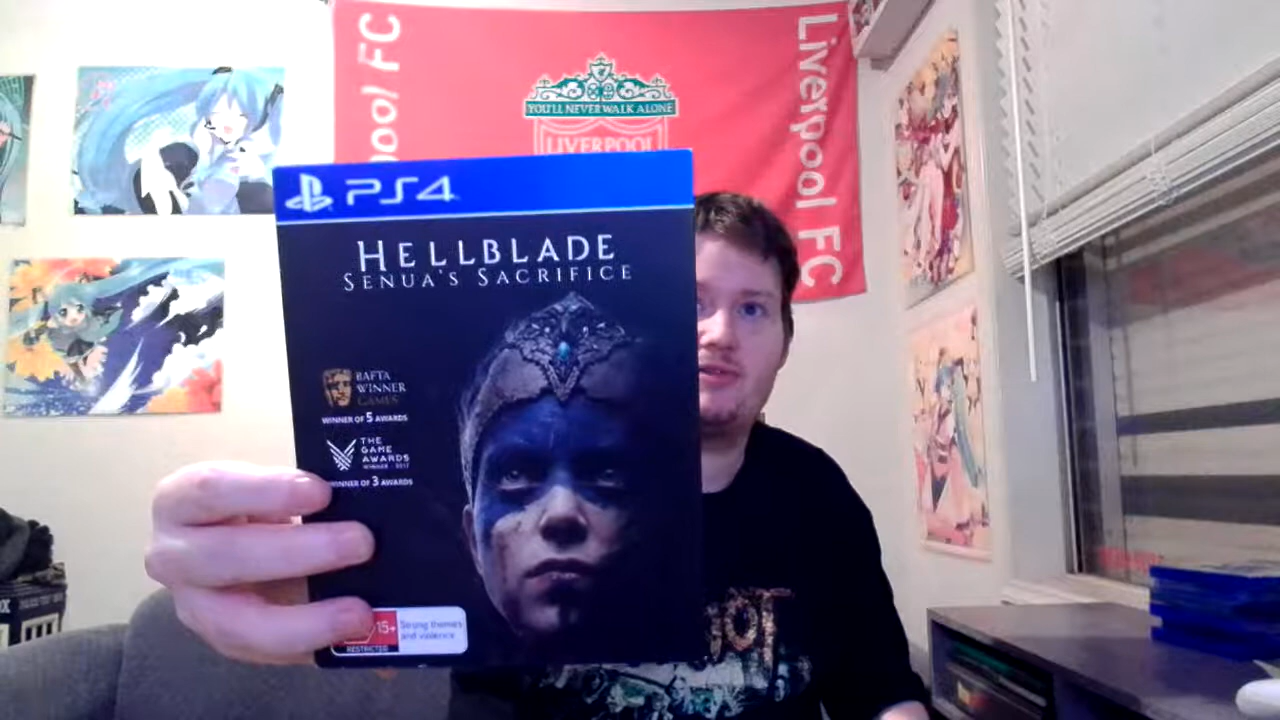 pool FC
Liverpool FC
YOU'LL NEVER WALK ALONE
LIVERPOOL
PS4
HELLBLADE
SENUA'S SACRIFICE
BAFTA
WINNER
GAMES
WINNER OF 5 AWARDS
THE
GAME
AWARDS
WINNER 2017
WINNER OF 3 AWARDS
15+
Strong themes
and violence
RESTRICTED